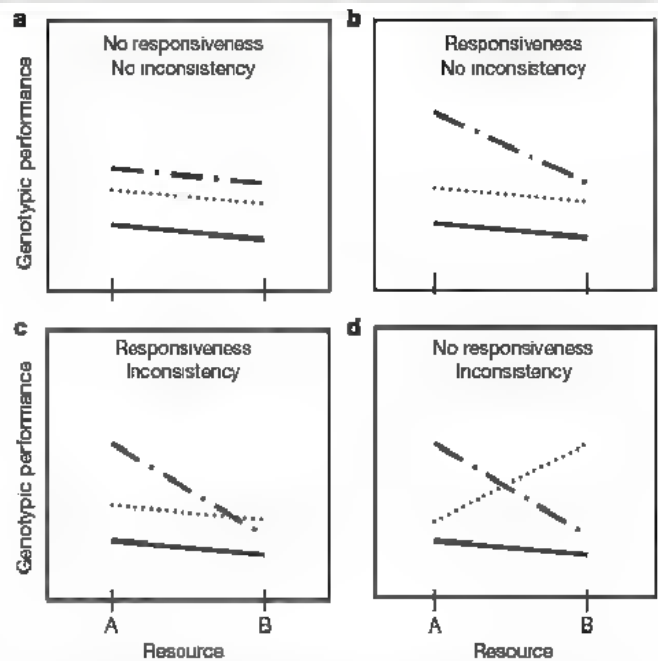 a
No responsiveness
No inconsistency
Genotypic performance
b
Responsiveness
No inconsistency
c
Responsiveness
Inconsistency
Genotypic performance
A
B
Resource
d
No responsiveness
Inconsistency
A
B
Resource